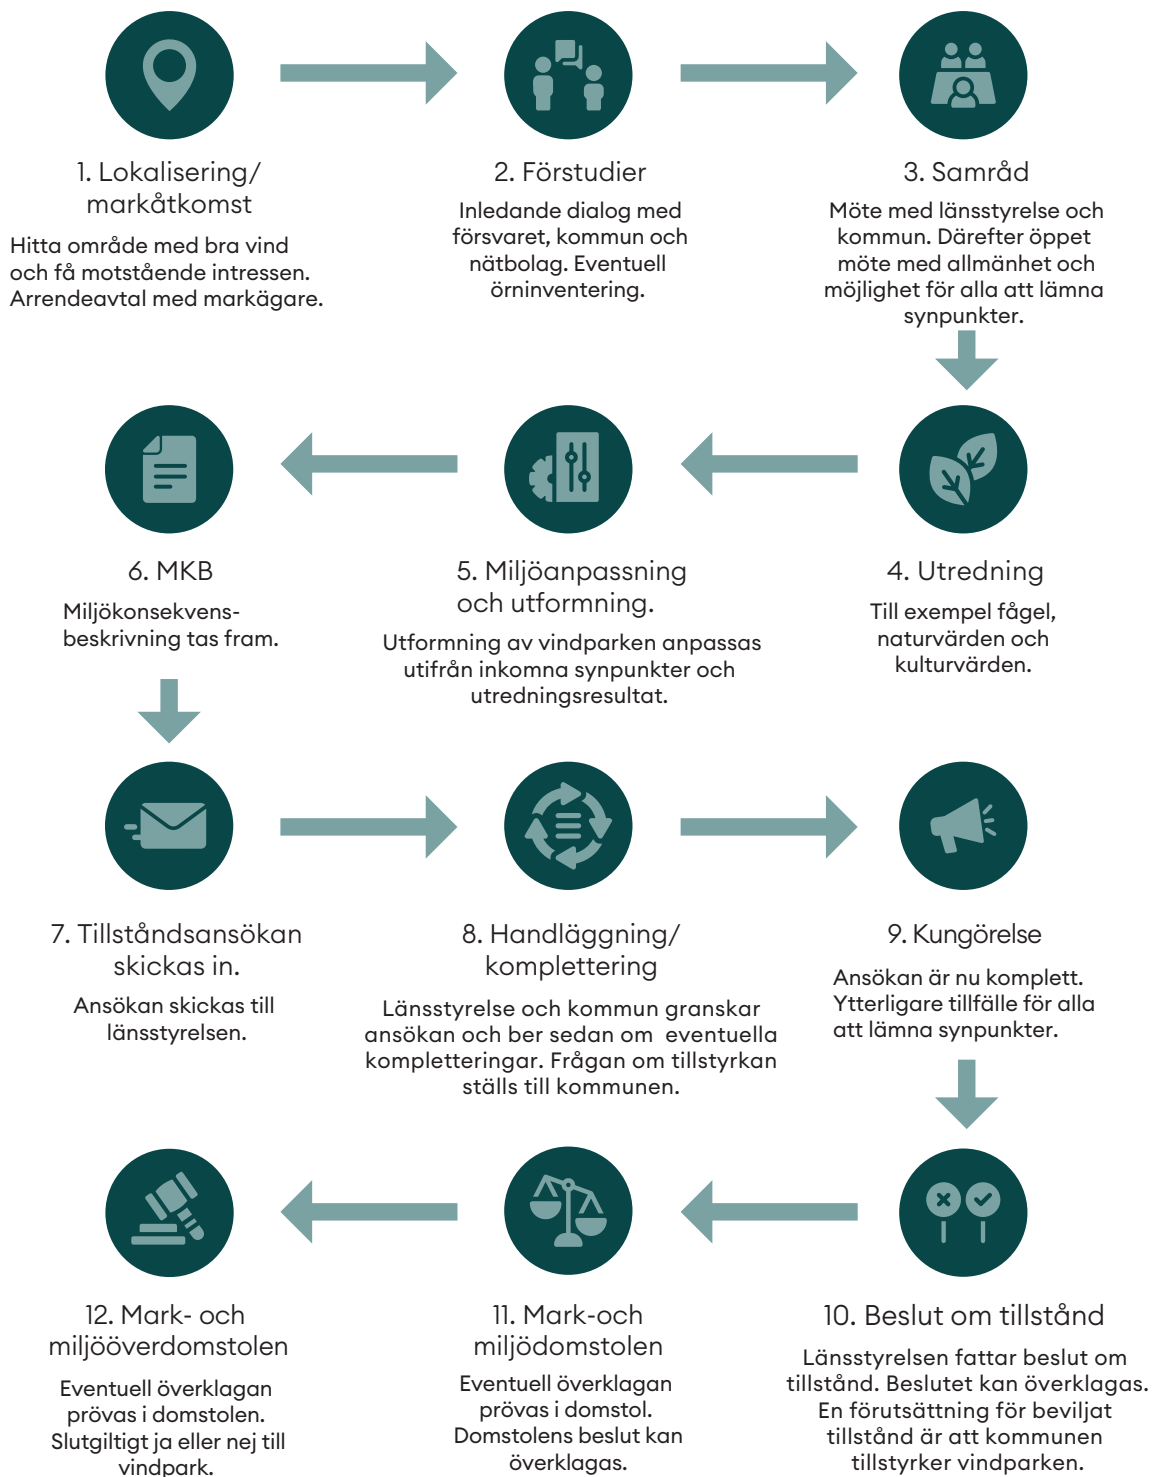 1. Lokalisering/
markåtkomst
Hitta område med bra vind
och få motstående intressen.
Arrendeavtal med markägare.
2. Förstudier
Inledande dialog med
försvaret, kommun och
nätbolag. Eventuell
örninventering.
3. Samråd
Möte med länsstyrelse och
kommun. Därefter öppet
möte med allmänhet och
möjlighet för alla att lämna
synpunkter.
4. Utredning
Till exempel fågel,
naturvärden och
kulturvärden.
5. Miljöanpassning
och utformning.
Utformning av vindparken anpassas
utifrån inkomna synpunkter och
utredningsresultat.
6. MKB
Miljökonsekvens-
beskrivning tas fram.
7. Tillståndsansökan
skickas in.
Ansökan skickas till
länsstyrelsen.
8. Handläggning/
komplettering
Länsstyrelse och kommun granskar
ansökan och ber sedan om eventuella
kompletteringar. Frågan om tillstyrkan
ställs till kommunen.
9. Kungörelse
Ansökan är nu komplett.
Ytterligare tillfälle för alla
att lämna synpunkter.
10. Beslut om tillstånd
Länsstyrelsen fattar beslut om
tillstånd. Beslutet kan överklagas.
En förutsättning för beviljat
tillstånd är att kommunen
tillstyrker vindparken.
11. Mark-och
miljödomstolen
Eventuell överklagan
prövas i domstol.
Domstolens beslut kan
överklagas.
12. Mark- och
miljööverdomstolen
Eventuell överklagan
prövas i domstolen.
Slutgiltigt ja eller nej till
vindpark.